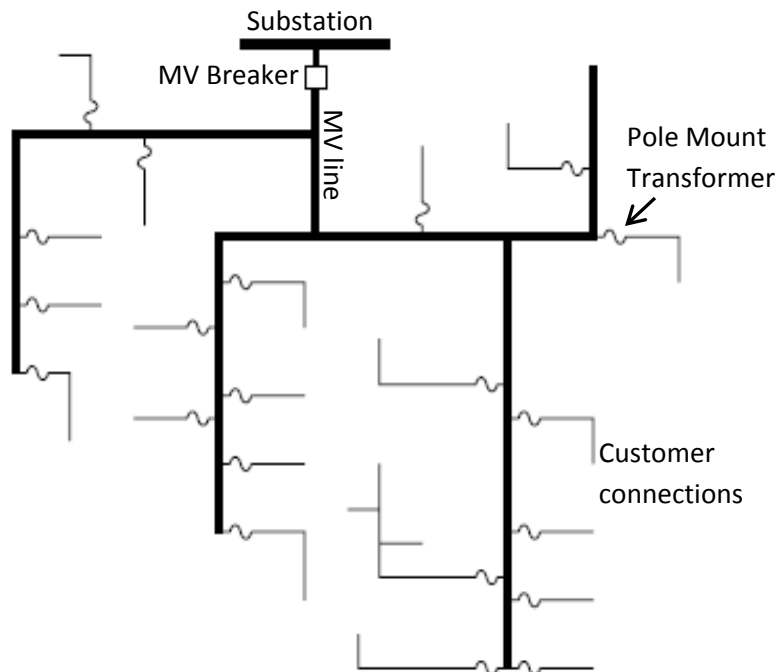 Substation
MV Breaker
MV line
Pole Mount
Transformer
Customer
connections